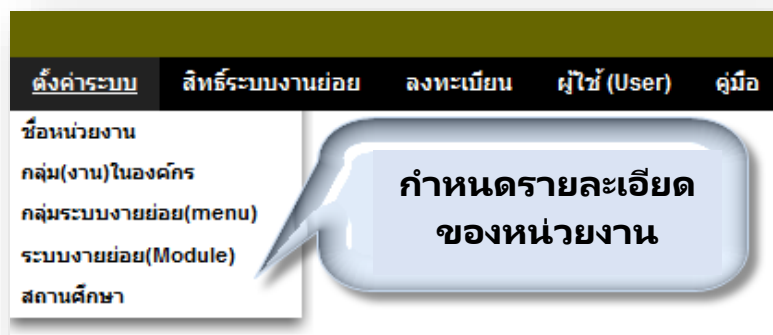 ตั้งค่าระบบ สิทธิ์ระบบงานย่อย ลงทะเบียน ผู้ใช้ (User) คู่มือ
ชื่อหน่วยงาน
กลุ่ม(งาน)ในองค์กร
กลุ่มระบบงายย่อย(menu)
ระบบงายย่อย(Module)
สถานศึกษา
กำหนดรายละเอียด
ของหน่วยงาน